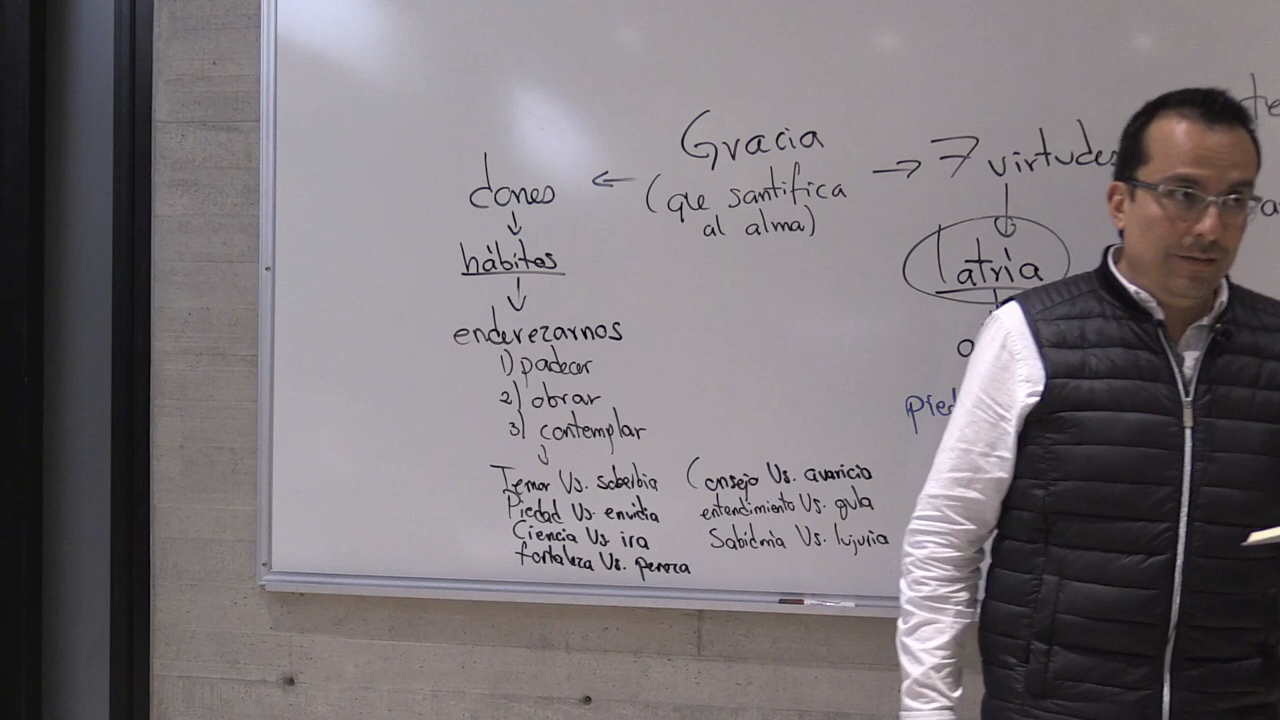 Gracia
(que santifica
al alma)
← →
dones
↓
hábitos
↓
enderezarnos
1) padecer
2) obrar
3) contemplar
↓
Temor Vs. soberbia
Piedad Vs. envidia
Ciencia Vs. ira
fortaleza Vs. pereza
Consejo Vs. avaricia
entendimiento Vs. gula
Sabiduria Vs. lujuria
7 virtudes
↓
latria